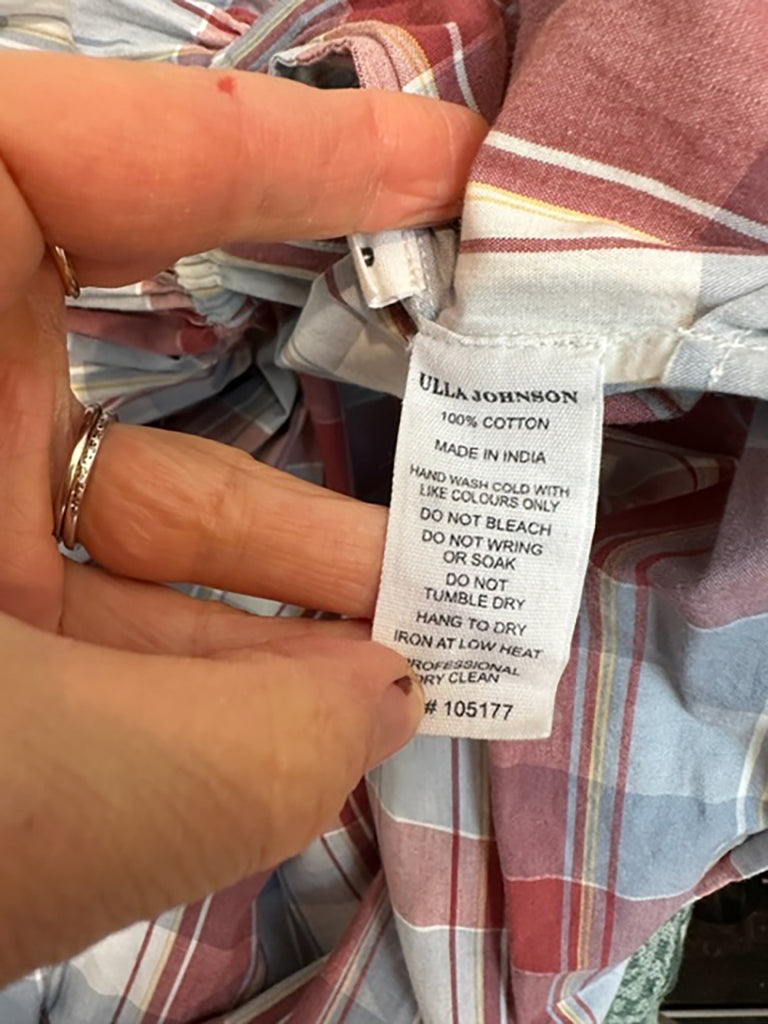 ULLA JOHNSON
100% COTTON
MADE IN INDIA
HAND WASH COLD WITH
LIKE COLOURS ONLY
DO NOT BLEACH
DO NOT WRING
OR SOAK
DO NOT
TUMBLE DRY
HANG TO DRY
IRON AT LOW HEAT
PROFESSIONAL
DRY CLEAN
# 105177